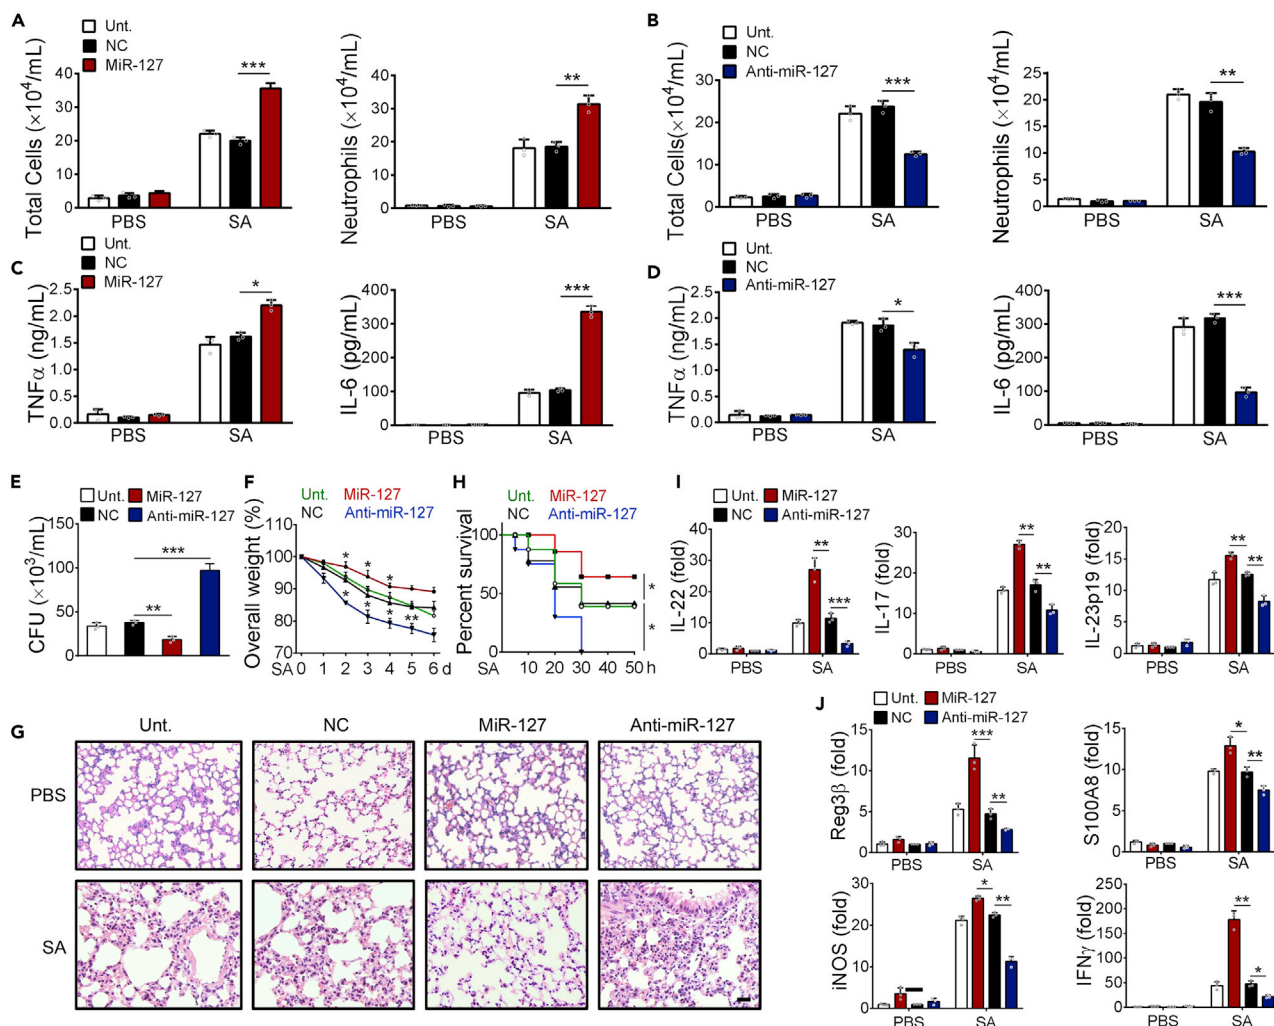 A
Unt.
NC
MiR-127
Total Cells (×10⁴/mL)
40
30
20
10
0
***
PBS
SA
Neutrophils (×10⁴/mL)
40
30
20
10
0
**
PBS
SA
B
Unt.
NC
Anti-miR-127
Total Cells(×10⁴/mL)
30
20
10
0
***
PBS
SA
Neutrophils (×10⁴/mL)
25
20
15
10
5
0
**
PBS
SA
C
Unt.
NC
MiR-127
TNFα (ng/mL)
2.5
2.0
1.5
1.0
0.5
0.0
*
PBS
SA
IL-6 (pg/mL)
400
300
200
100
0
***
PBS
SA
D
Unt.
NC
Anti-miR-127
TNFα (ng/mL)
2.5
2.0
1.5
1.0
0.5
0.0
*
PBS
SA
IL-6 (pg/mL)
400
300
200
100
0
***
PBS
SA
E
Unt. MiR-127
NC Anti-miR-127
CFU (×10³/mL)
150
100
50
0
***
**
F
Unt. MiR-127
NC Anti-miR-127
Overall weight (%)
110
100
90
80
70
* * *
* * * **
SA 0 1 2 3 4 5 6 d
H
Unt. MiR-127
NC Anti-miR-127
Percent survival
100
50
0
*
*
SA 10 20 30 40 50 h
I
Unt. MiR-127
NC Anti-miR-127
IL-22 (fold)
40
30
20
10
0
**
***
PBS
SA
IL-17 (fold)
30
20
10
0
**
**
PBS
SA
IL-23p19 (fold)
20
15
10
5
0
**
**
PBS
SA
G
Unt. NC MiR-127 Anti-miR-127
PBS
SA
J
Unt. MiR-127
NC Anti-miR-127
Reg3β (fold)
15
10
5
0
***
**
PBS
SA
S100A8 (fold)
15
10
5
0
*
**
PBS
SA
iNOS (fold)
30
20
10
0
*
**
PBS
SA
IFNγ (fold)
250
200
150
100
50
0
**
*
PBS
SA